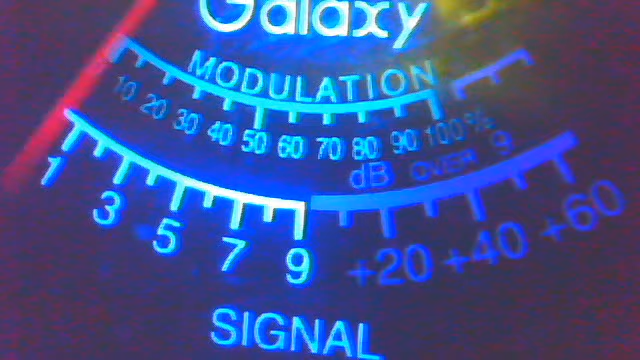 Galaxy
MODULATION
10 20 30 40 50 60 70 80 90 100%
dB OVER 9
1 3 5 7 9 +20 +40 +60
SIGNAL